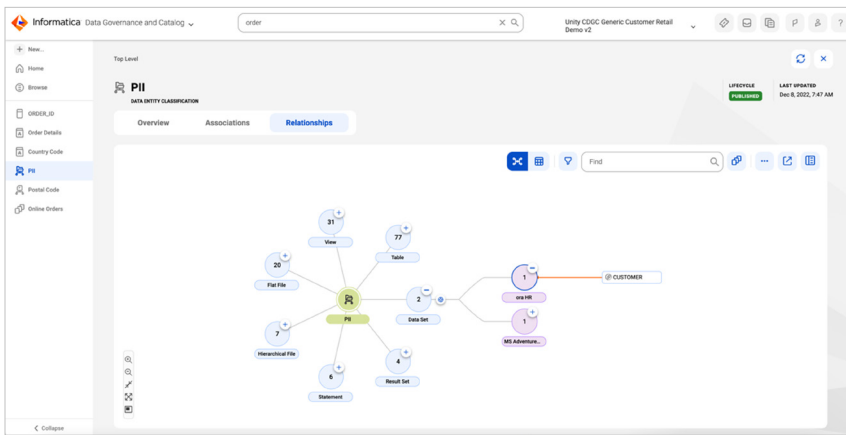 Informatica Data Governance and Catalog
order
Unity CDGC Generic Customer Retail
Demo v2
New...
Home
Browse
ORDER_ID
Order Details
Country Code
PII
Postal Code
Online Orders
Collapse
Top Level
PII
DATA ENTITY CLASSIFICATION
LIFECYCLE
PUBLISHED
LAST UPDATED
Dec 8, 2022, 7:47 AM
Overview
Associations
Relationships
Find
31
View
77
Table
20
Flat File
PII
2
Data Set
1
ora HR
CUSTOMER
1
MS Adventure...
7
Hierarchical File
6
Statement
4
Result Set